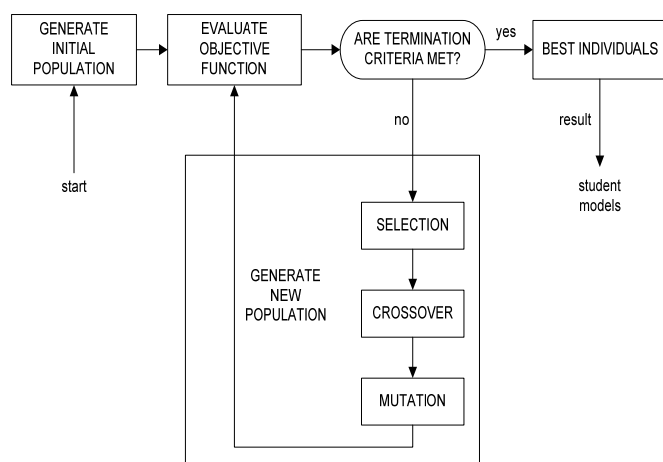 GENERATE
INITIAL
POPULATION
EVALUATE
OBJECTIVE
FUNCTION
ARE TERMINATION
CRITERIA MET?
yes
BEST INDIVIDUALS
no
result
start
student
models
SELECTION
GENERATE
NEW
POPULATION
CROSSOVER
MUTATION